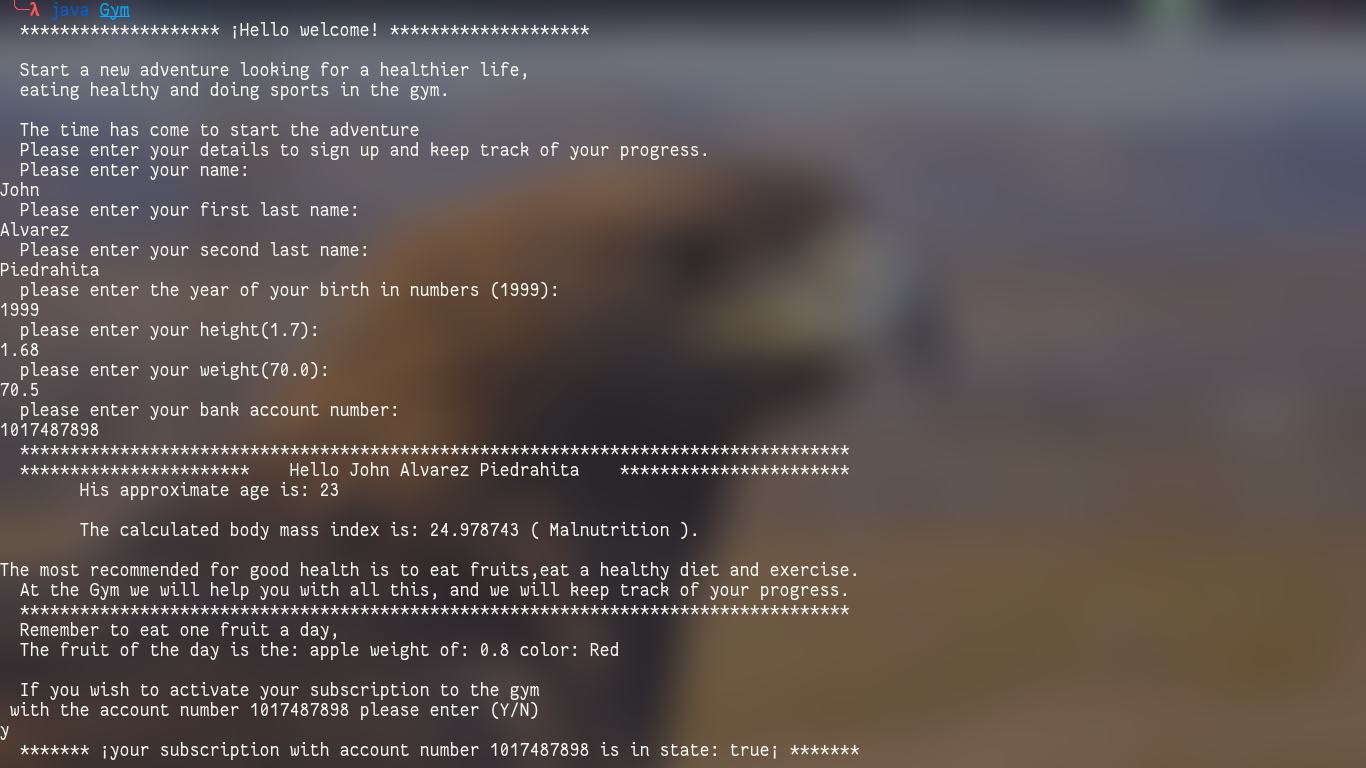 λ java Gym
******************** ¡Hello welcome! ********************
Start a new adventure looking for a healthier life,
eating healthy and doing sports in the gym.
The time has come to start the adventure
Please enter your details to sign up and keep track of your progress.
Please enter your name:
John
Please enter your first last name:
Alvarez
Please enter your second last name:
Piedrahita
please enter the year of your birth in numbers (1999):
1999
please enter your height(1.7):
1.68
please enter your weight(70.0):
70.5
please enter your bank account number:
1017487898
***********************************************************************************
***********************    Hello John Alvarez Piedrahita    ***********************
His approximate age is: 23
The calculated body mass index is: 24.978743 ( Malnutrition ).
The most recommended for good health is to eat fruits,eat a healthy diet and exercise.
At the Gym we will help you with all this, and we will keep track of your progress.
***********************************************************************************
Remember to eat one fruit a day,
The fruit of the day is the: apple weight of: 0.8 color: Red
If you wish to activate your subscription to the gym
with the account number 1017487898 please enter (Y/N)
y
******* ¡your subscription with account number 1017487898 is in state: true¡ *******